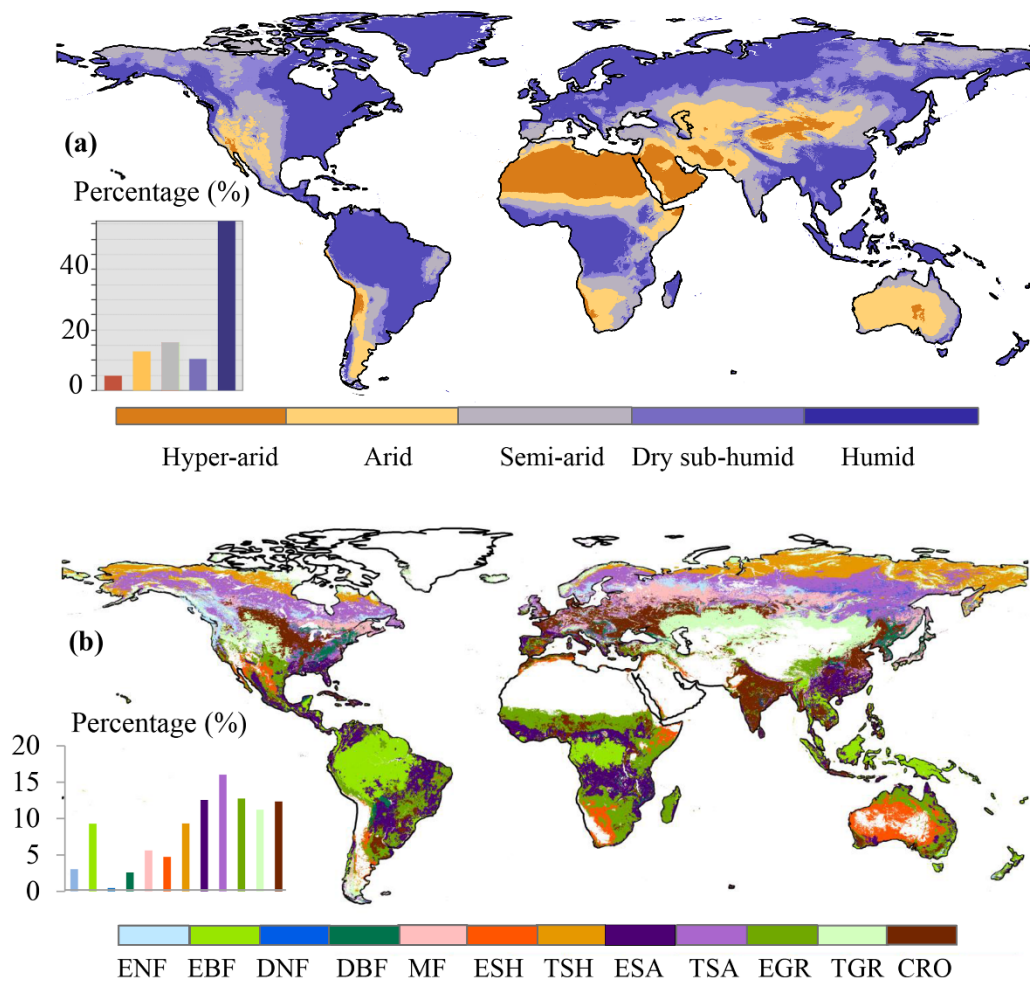 (a)
Percentage (%)
40
20
0
Hyper-arid Arid Semi-arid Dry sub-humid Humid
(b)
Percentage (%)
20
15
10
5
0
ENF EBF DNF DBF MF ESH TSH ESA TSA EGR TGR CRO